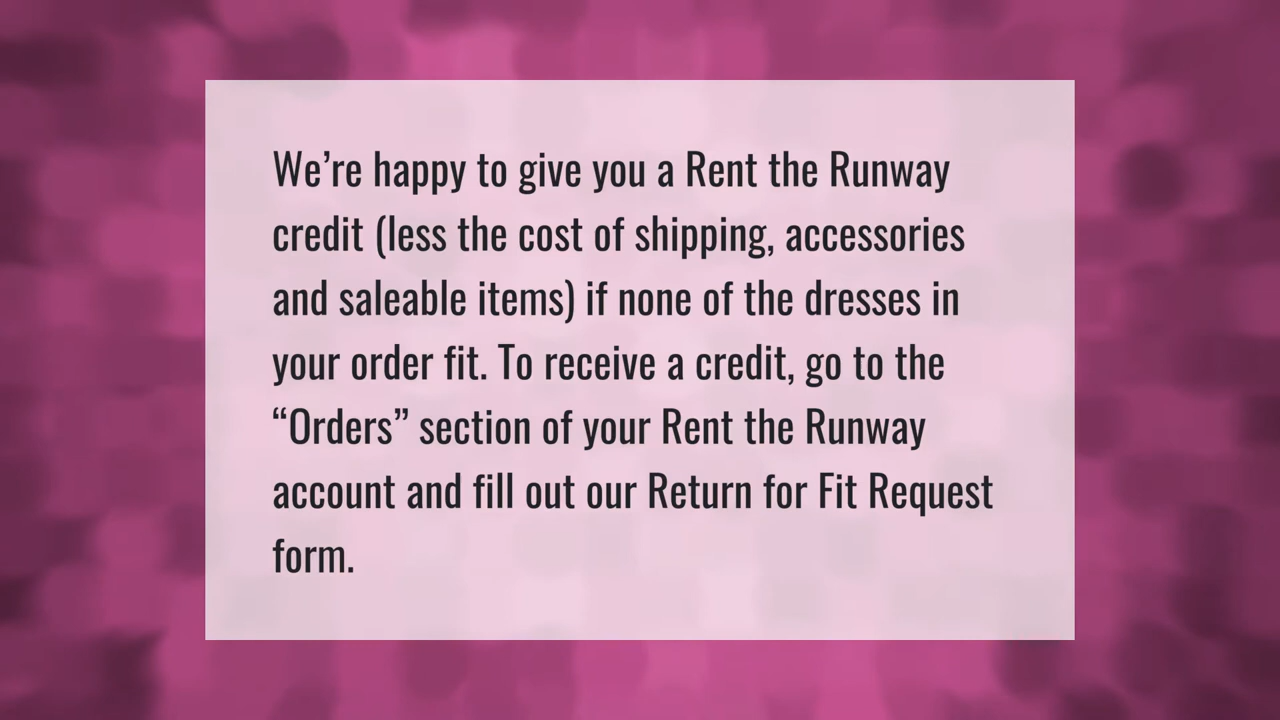 We’re happy to give you a Rent the Runway
credit (less the cost of shipping, accessories
and saleable items) if none of the dresses in
your order fit. To receive a credit, go to the
“Orders” section of your Rent the Runway
account and fill out our Return for Fit Request
form.